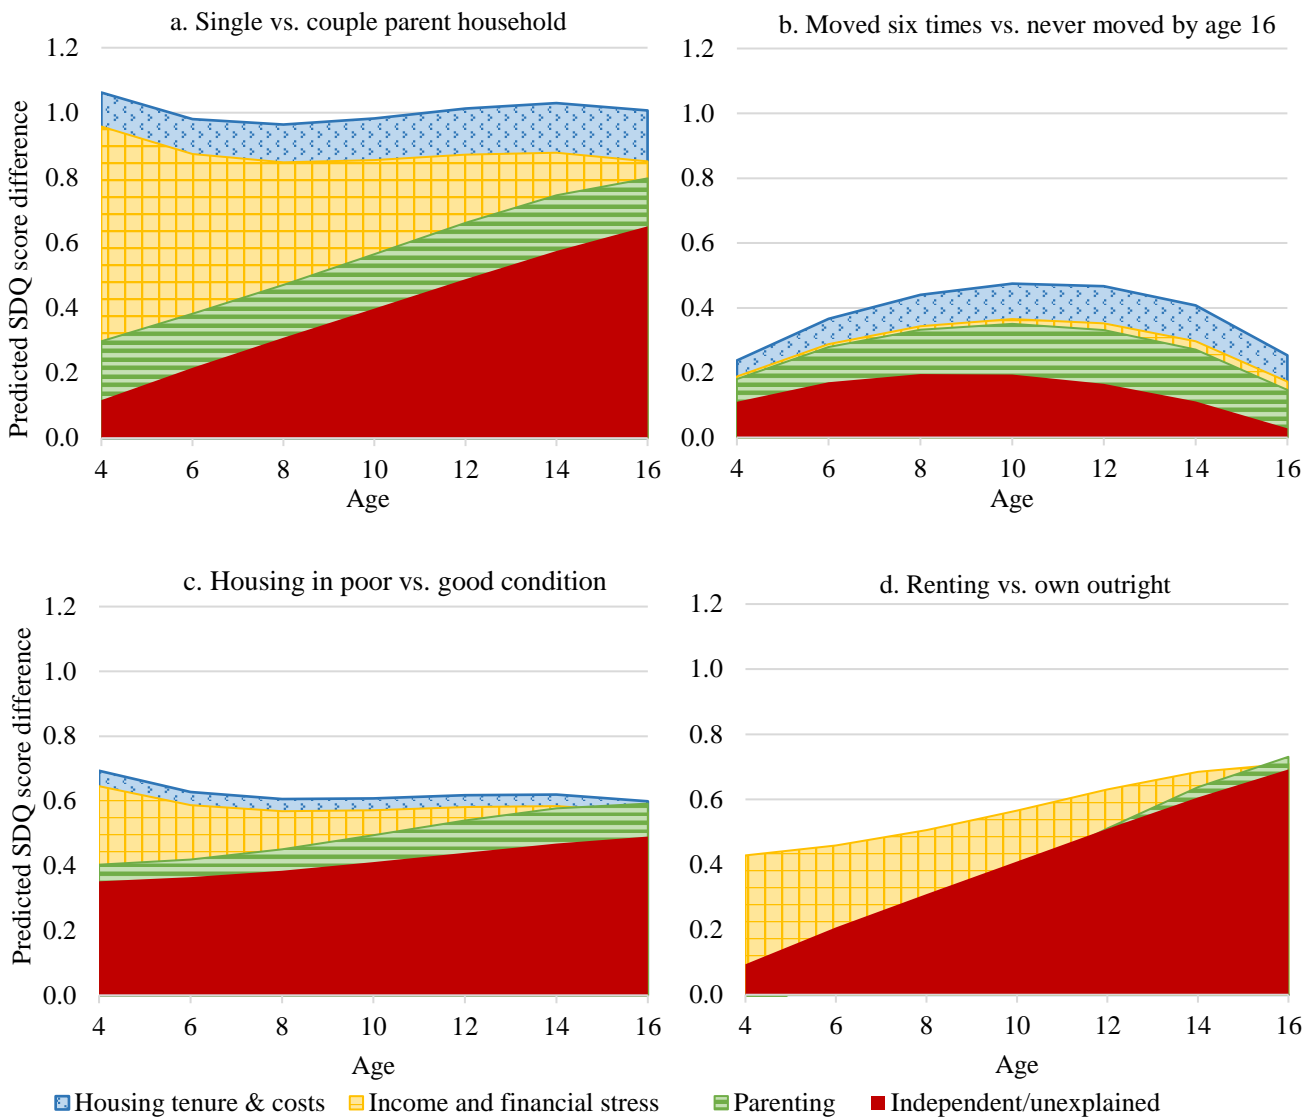 a. Single vs. couple parent household
Predicted SDQ score difference
1.2
1.0
0.8
0.6
0.4
0.2
0.0
4 6 8 10 12 14 16
Age
b. Moved six times vs. never moved by age 16
1.2
1.0
0.8
0.6
0.4
0.2
0.0
4 6 8 10 12 14 16
Age
c. Housing in poor vs. good condition
Predicted SDQ score difference
1.2
1.0
0.8
0.6
0.4
0.2
0.0
4 6 8 10 12 14 16
Age
d. Renting vs. own outright
1.2
1.0
0.8
0.6
0.4
0.2
0.0
4 6 8 10 12 14 16
Age
Housing tenure & costs Income and financial stress Parenting Independent/unexplained